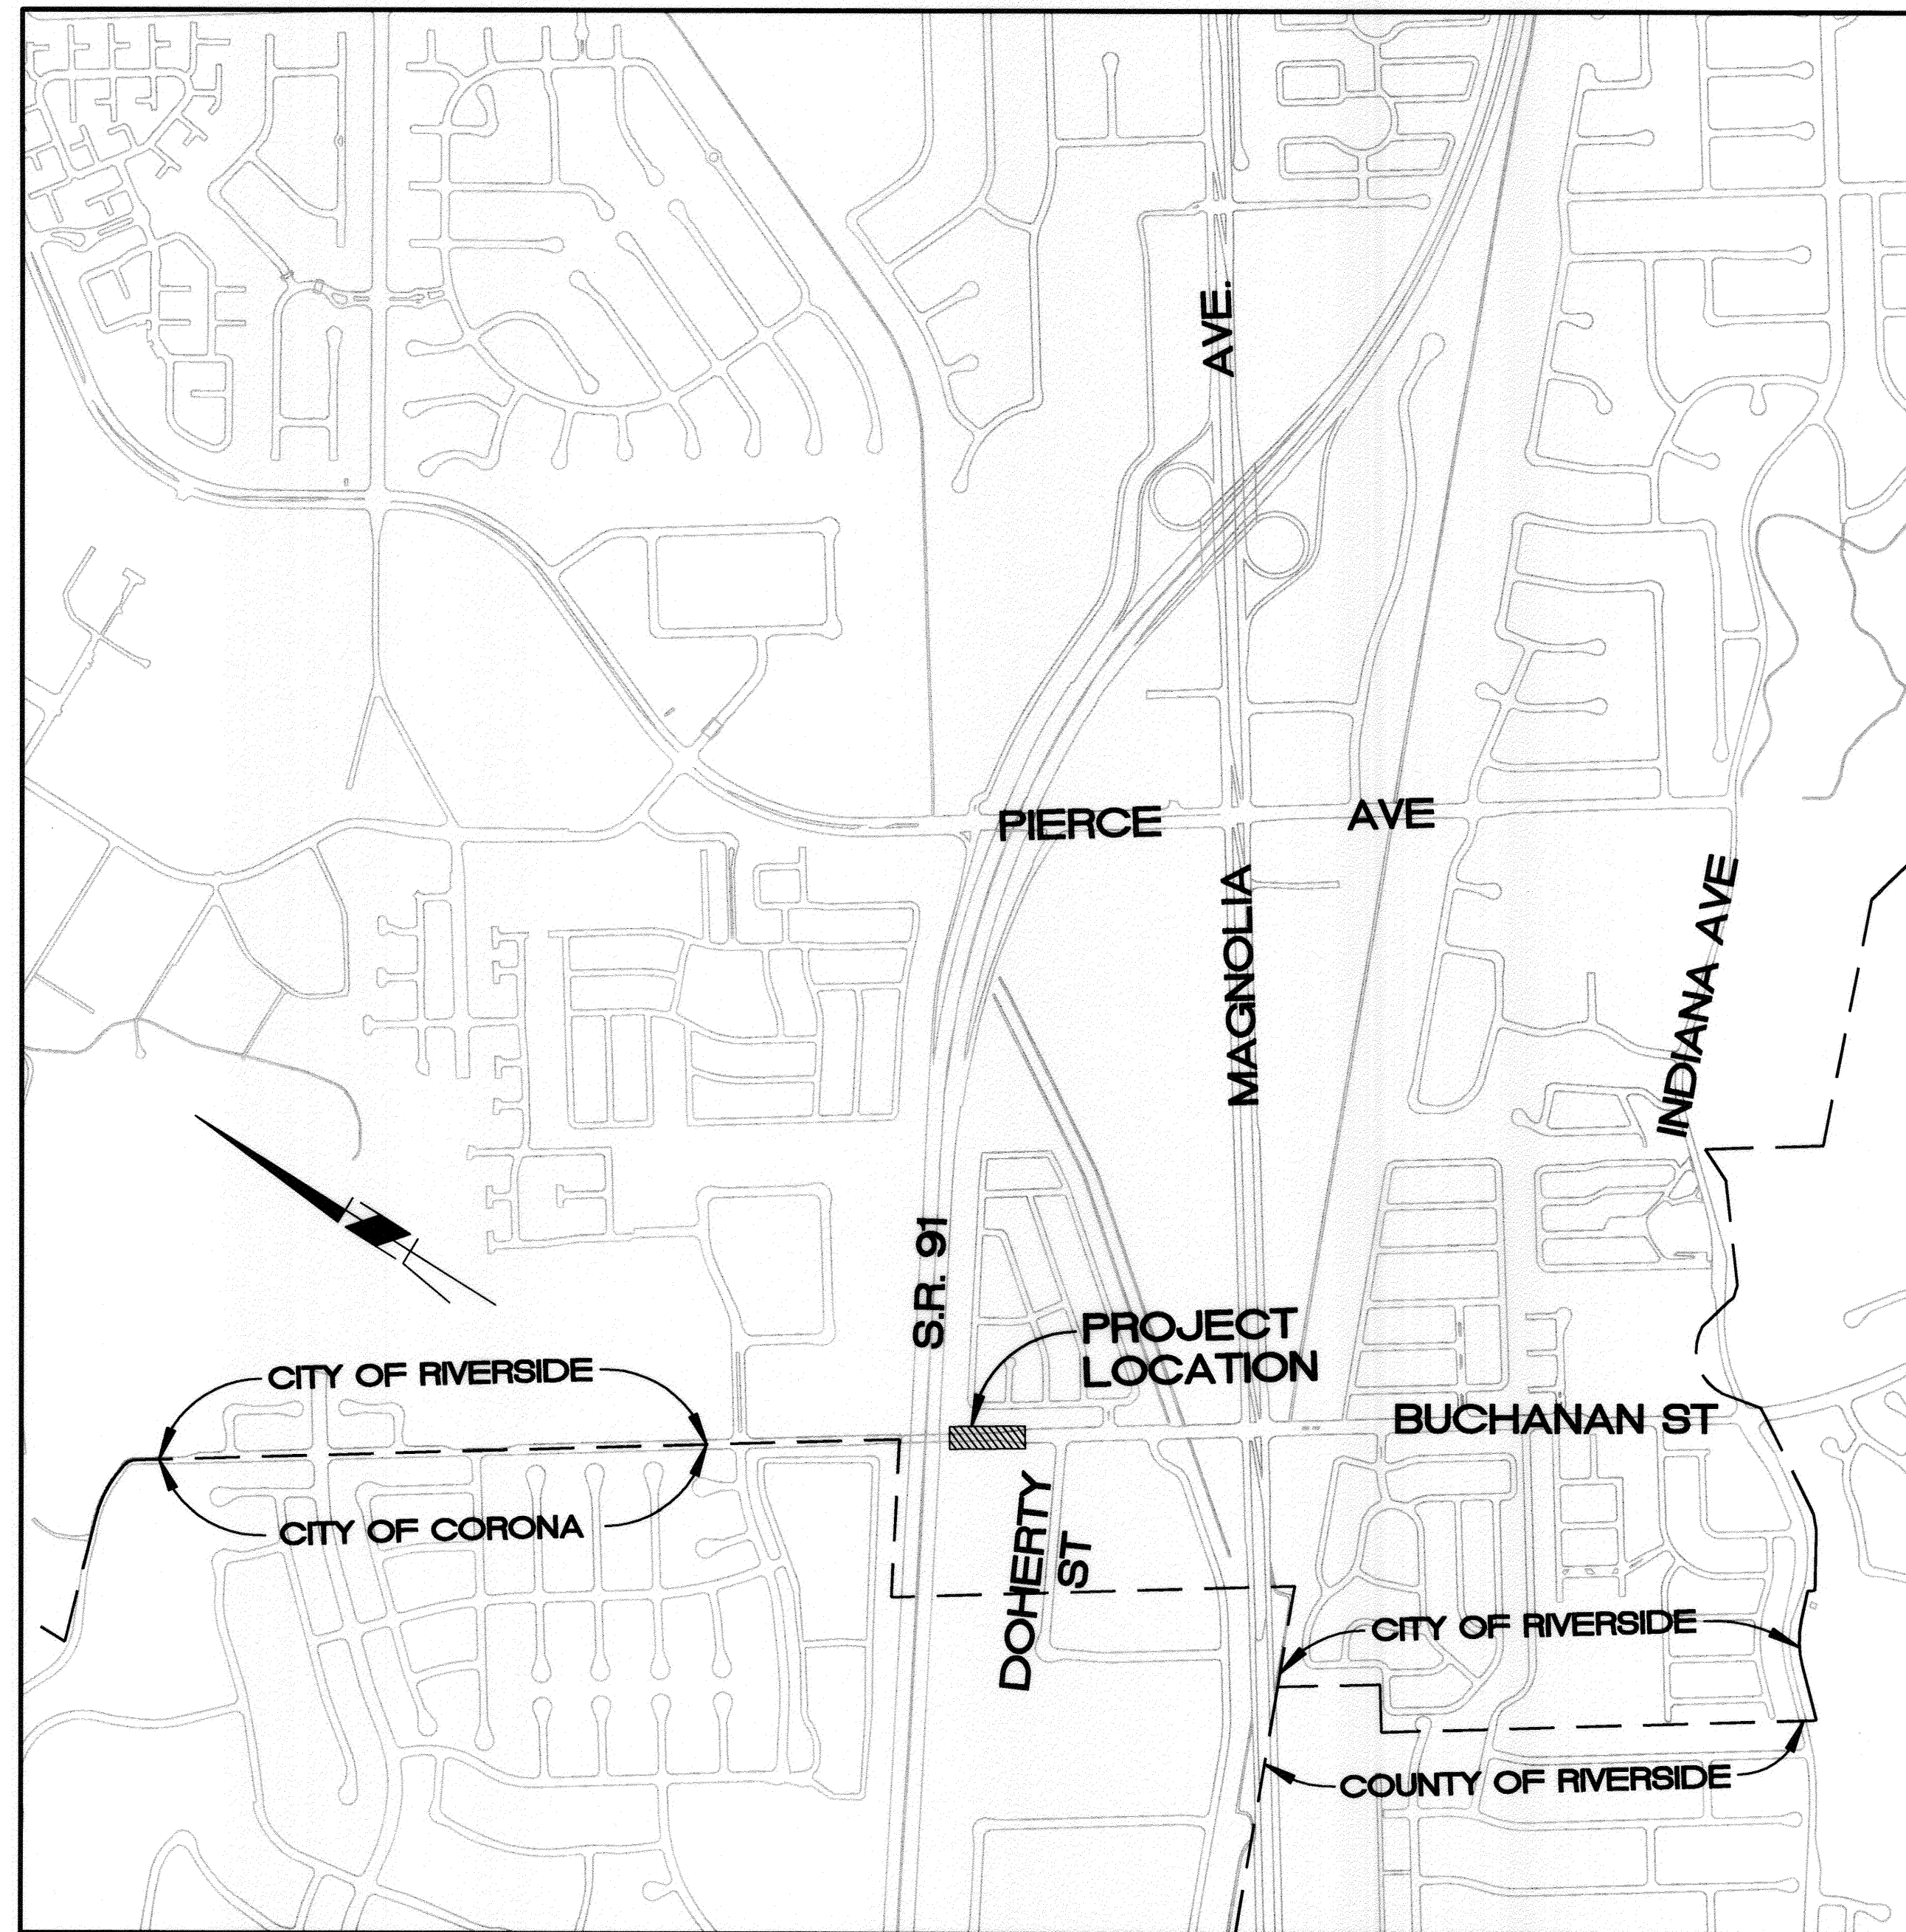 AVE.
PIERCE AVE
MAGNOLIA
INDIANA AVE
S.R. 91
PROJECT
LOCATION
CITY OF RIVERSIDE
BUCHANAN ST
CITY OF CORONA
DOHERTY
ST
CITY OF RIVERSIDE
COUNTY OF RIVERSIDE